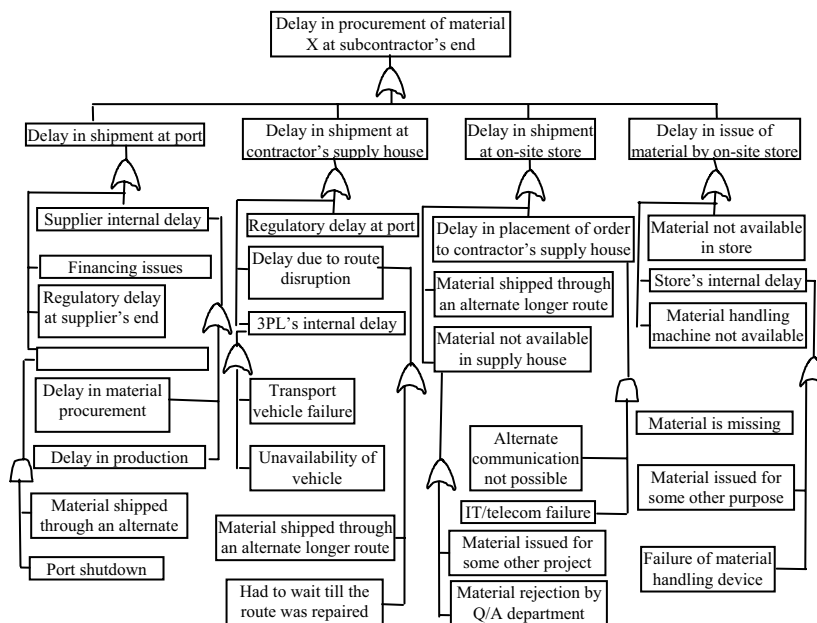 Delay in procurement of material
X at subcontractor's end
Delay in shipment at port
Delay in shipment at
contractor's supply house
Delay in shipment
at on-site store
Delay in issue of
material by on-site store
Supplier internal delay
Financing issues
Regulatory delay
at supplier's end
Delay in material
procurement
Delay in production
Material shipped
through an alternate
Port shutdown
Regulatory delay at port
Delay due to route
disruption
3PL's internal delay
Transport
vehicle failure
Unavailability of
vehicle
Material shipped through
an alternate longer route
Had to wait till the
route was repaired
Delay in placement of order
to contractor's supply house
Material shipped through
an alternate longer route
Material not available
in supply house
Alternate
communication
not possible
IT/telecom failure
Material issued for
some other project
Material rejection by
Q/A department
Material not available
in store
Store's internal delay
Material handling
machine not available
Material is missing
Material issued for
some other purpose
Failure of material
handling device